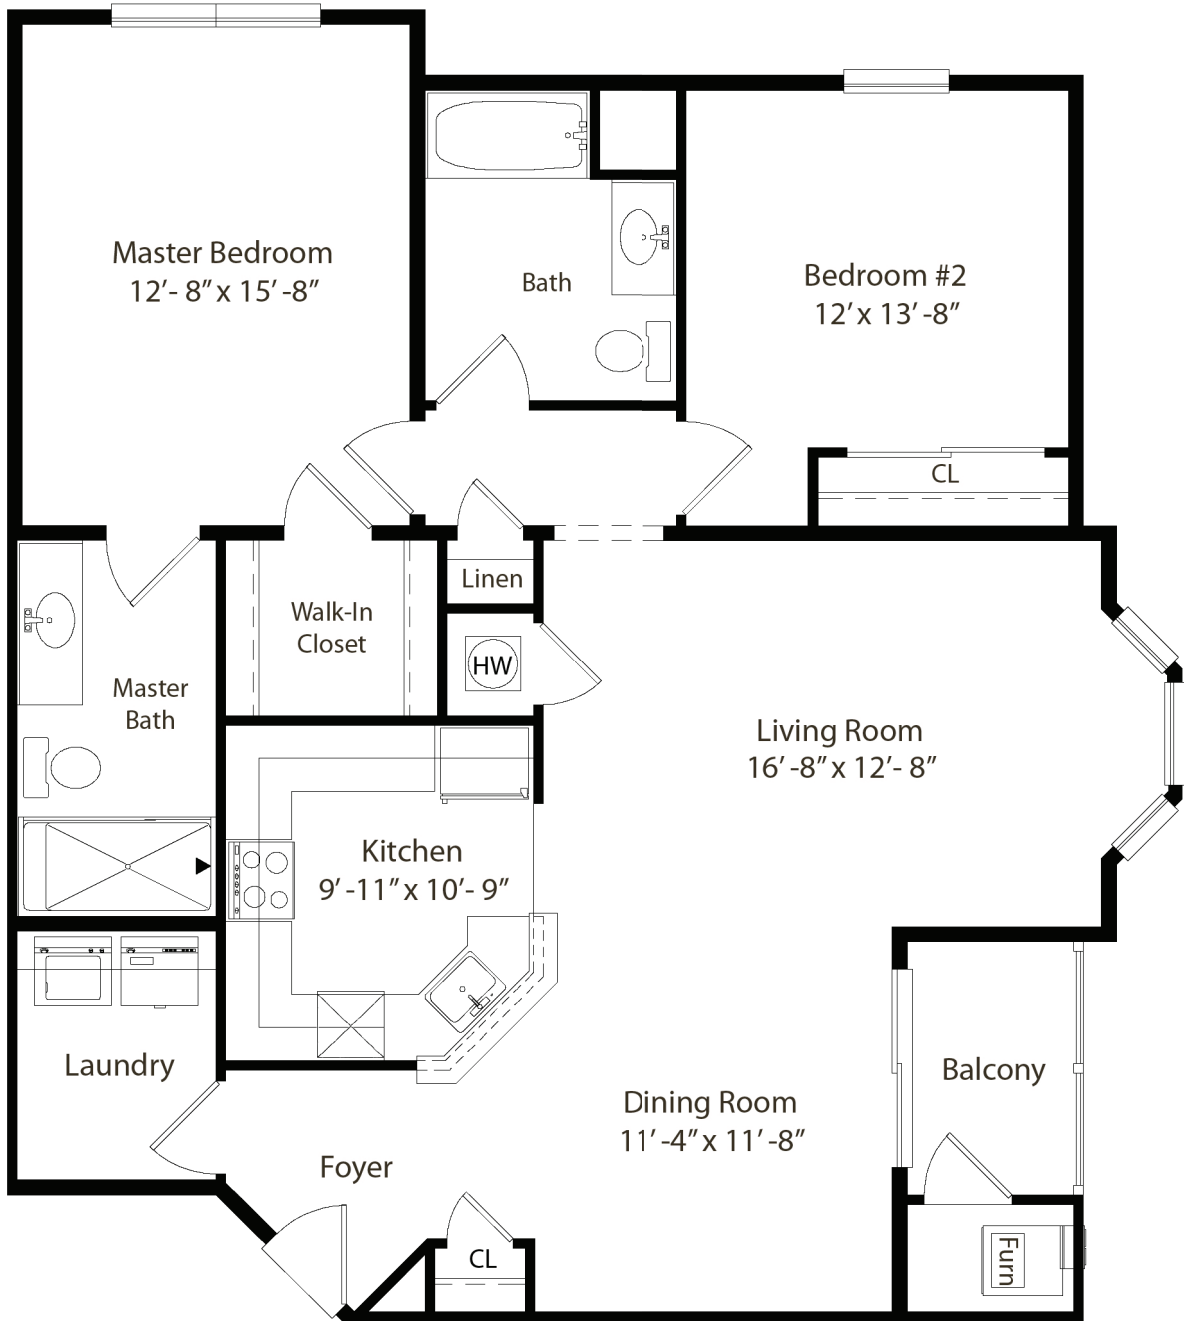 Master Bedroom
12’- 8” x 15’ -8”
Bath
Bedroom #2
12’ x 13’ -8”
CL
Linen
Walk-In
Closet
HW
Master
Bath
Living Room
16’ -8” x 12’- 8”
Kitchen
9’ -11” x 10’- 9”
Laundry
Balcony
Dining Room
11’ -4” x 11’ -8”
Foyer
CL
Furn